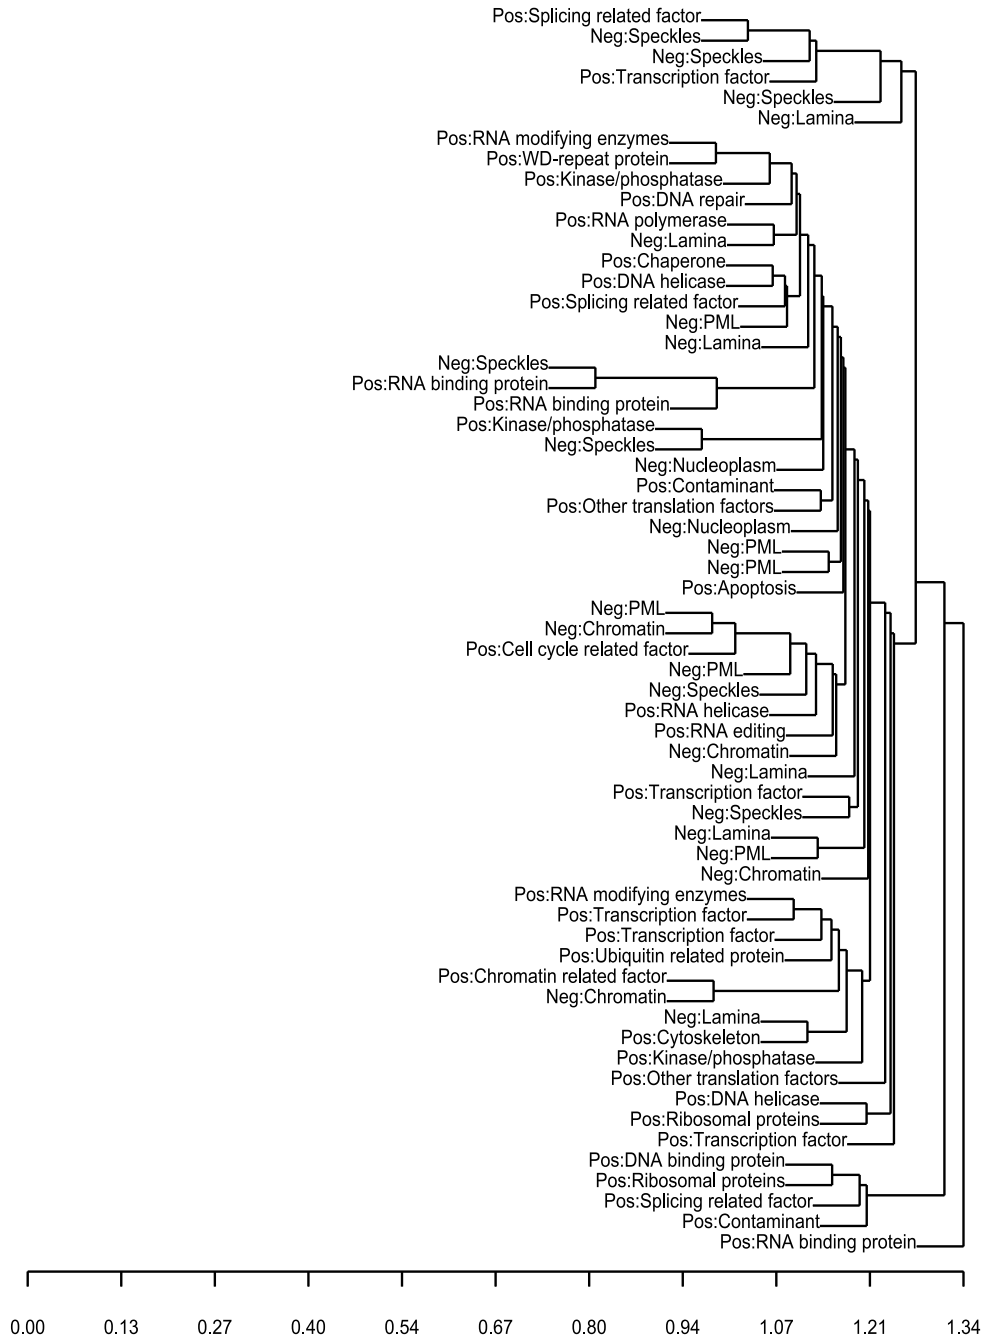 Pos:Splicing related factor
Neg:Speckles
Neg:Speckles
Pos:Transcription factor
Neg:Speckles
Neg:Lamina
Pos:RNA modifying enzymes
Pos:WD-repeat protein
Pos:Kinase/phosphatase
Pos:DNA repair
Pos:RNA polymerase
Neg:Lamina
Pos:Chaperone
Pos:DNA helicase
Pos:Splicing related factor
Neg:PML
Neg:Lamina
Neg:Speckles
Pos:RNA binding protein
Pos:RNA binding protein
Pos:Kinase/phosphatase
Neg:Speckles
Neg:Nucleoplasm
Pos:Contaminant
Pos:Other translation factors
Neg:Nucleoplasm
Neg:PML
Neg:PML
Pos:Apoptosis
Neg:PML
Neg:Chromatin
Pos:Cell cycle related factor
Neg:PML
Neg:Speckles
Pos:RNA helicase
Pos:RNA editing
Neg:Chromatin
Neg:Lamina
Pos:Transcription factor
Neg:Speckles
Neg:Lamina
Neg:PML
Neg:Chromatin
Pos:RNA modifying enzymes
Pos:Transcription factor
Pos:Transcription factor
Pos:Ubiquitin related protein
Pos:Chromatin related factor
Neg:Chromatin
Neg:Lamina
Pos:Cytoskeleton
Pos:Kinase/phosphatase
Pos:Other translation factors
Pos:DNA helicase
Pos:Ribosomal proteins
Pos:Transcription factor
Pos:DNA binding protein
Pos:Ribosomal proteins
Pos:Splicing related factor
Pos:Contaminant
Pos:RNA binding protein
0.00 0.13 0.27 0.40 0.54 0.67 0.80 0.94 1.07 1.21 1.34